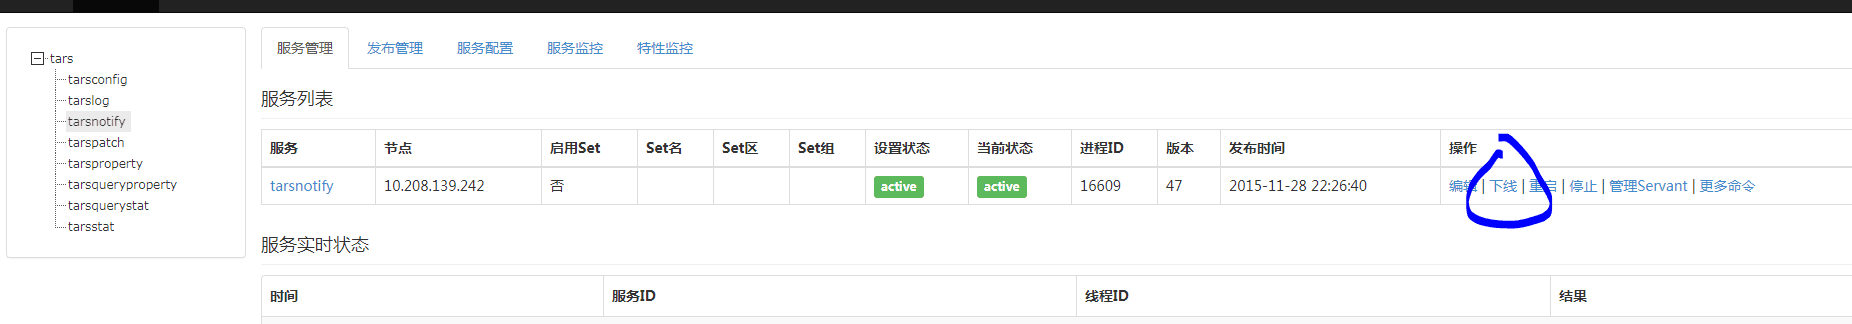 tars
tarsconfig
tarslog
tarsnotify
tarspatch
tarsproperty
tarsqueryproperty
tarsquerystat
tarsstat
服务管理 发布管理 服务配置 服务监控 特性监控
服务列表
服务 节点 启用Set Set名 Set区 Set组 设置状态 当前状态 进程ID 版本 发布时间 操作
tarsnotify 10.208.139.242 否 active active 16609 47 2015-11-28 22:26:40 编辑 | 下线 | 重启 | 停止 | 管理Servant | 更多命令
服务实时状态
时间 服务ID 线程ID 结果